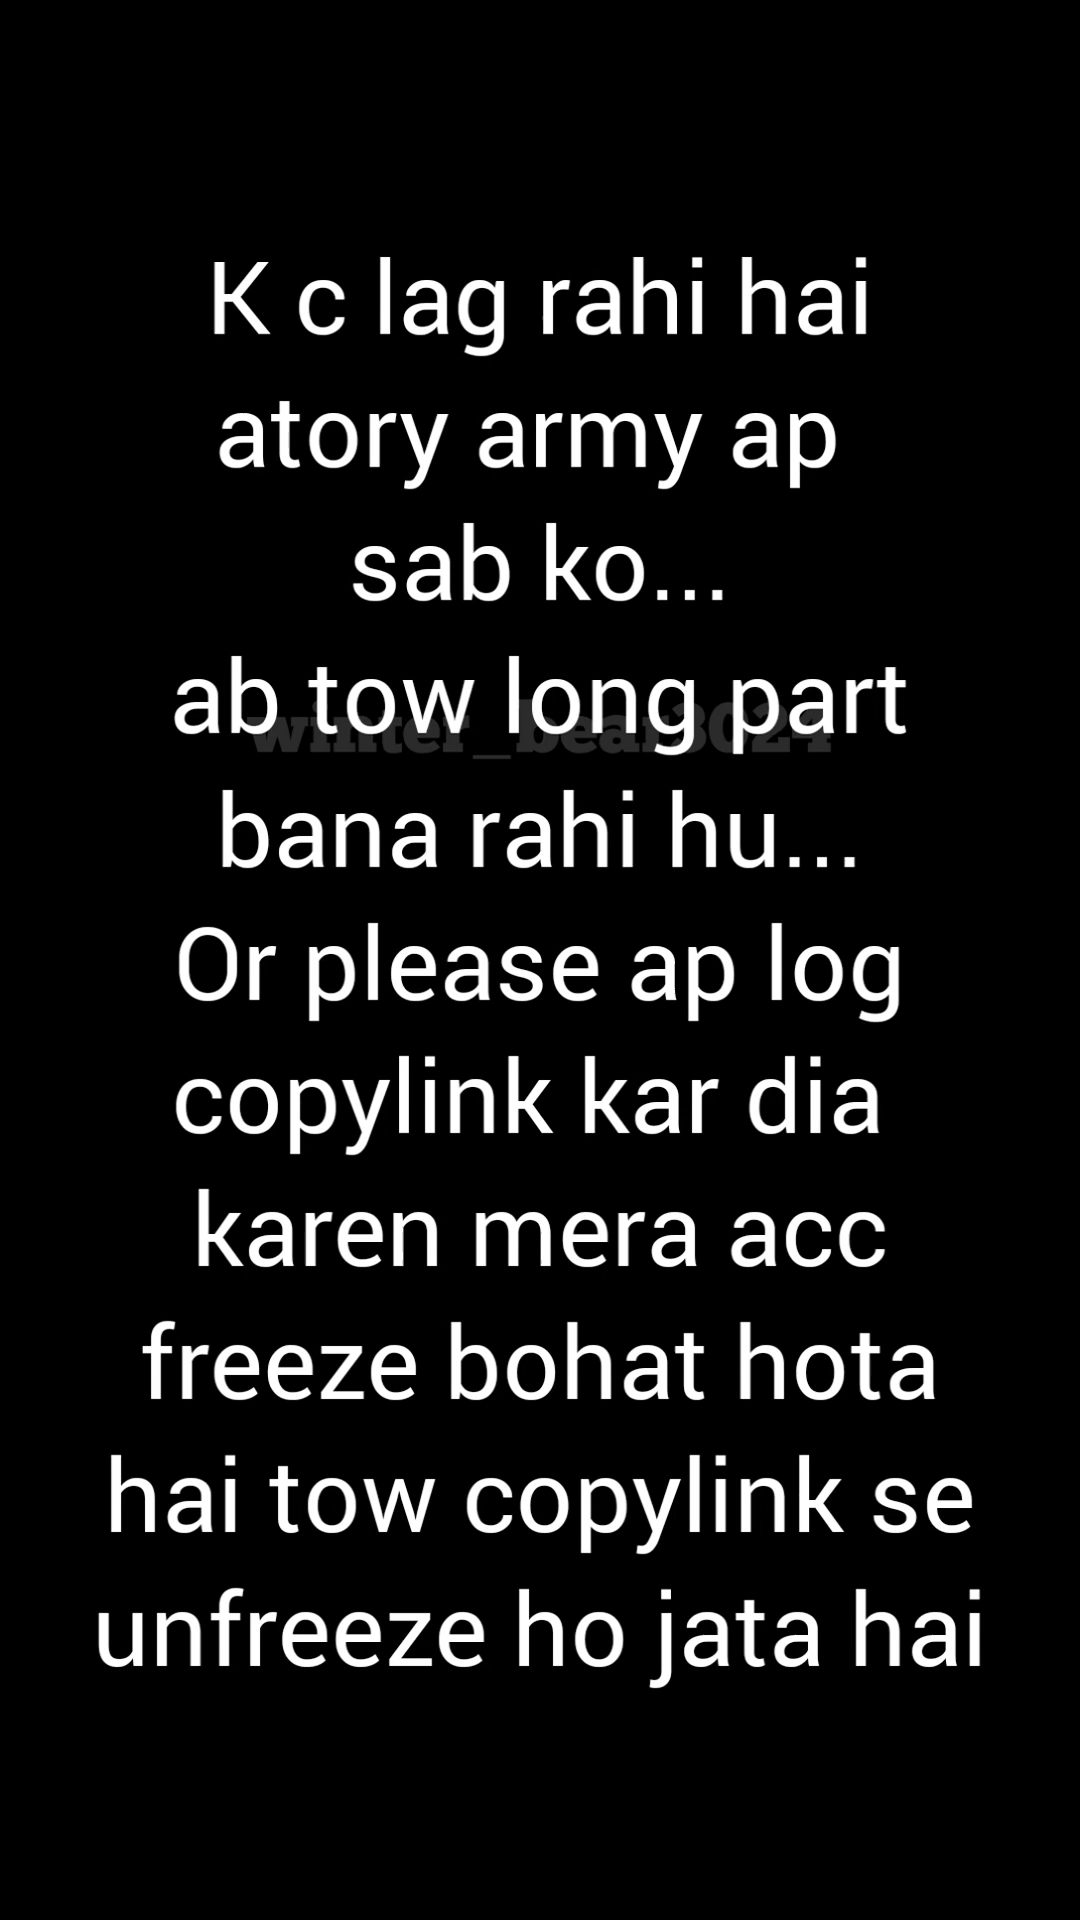 K c lag rahi hai
atory army ap
sab ko...
ab tow long part
winter_bear3024
bana rahi hu...
Or please ap log
copylink kar dia
karen mera acc
freeze bohat hota
hai tow copylink se
unfreeze ho jata hai